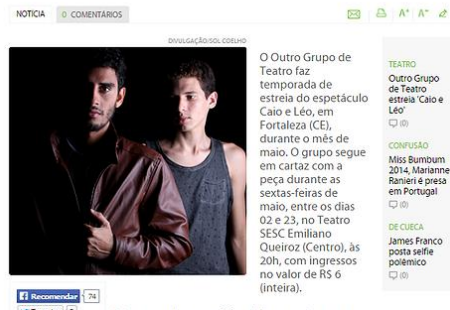 NOTÍCIA
0 COMENTÁRIOS
A+ A-
DIVULGAÇÃO/SOL COELHO
O Outro Grupo de
Teatro faz
temporada de
estreia do espetáculo
Caio e Léo, em
Fortaleza (CE),
durante o mês de
maio. O grupo segue
em cartaz com a
peça durante as
sextas-feiras de
maio, entre os dias
02 e 23, no Teatro
SESC Emiliano
Queiroz (Centro), às
20h, com ingressos
no valor de R$ 6
(inteira).
TEATRO
Outro Grupo
de Teatro
estreia 'Caio e
Léo'
(0)
CONFUSÃO
Miss Bumbum
2014, Marianne
Ranieri é presa
em Portugal
(0)
DE CUECA
James Franco
posta selfie
polêmico
(0)
Recomendar 74